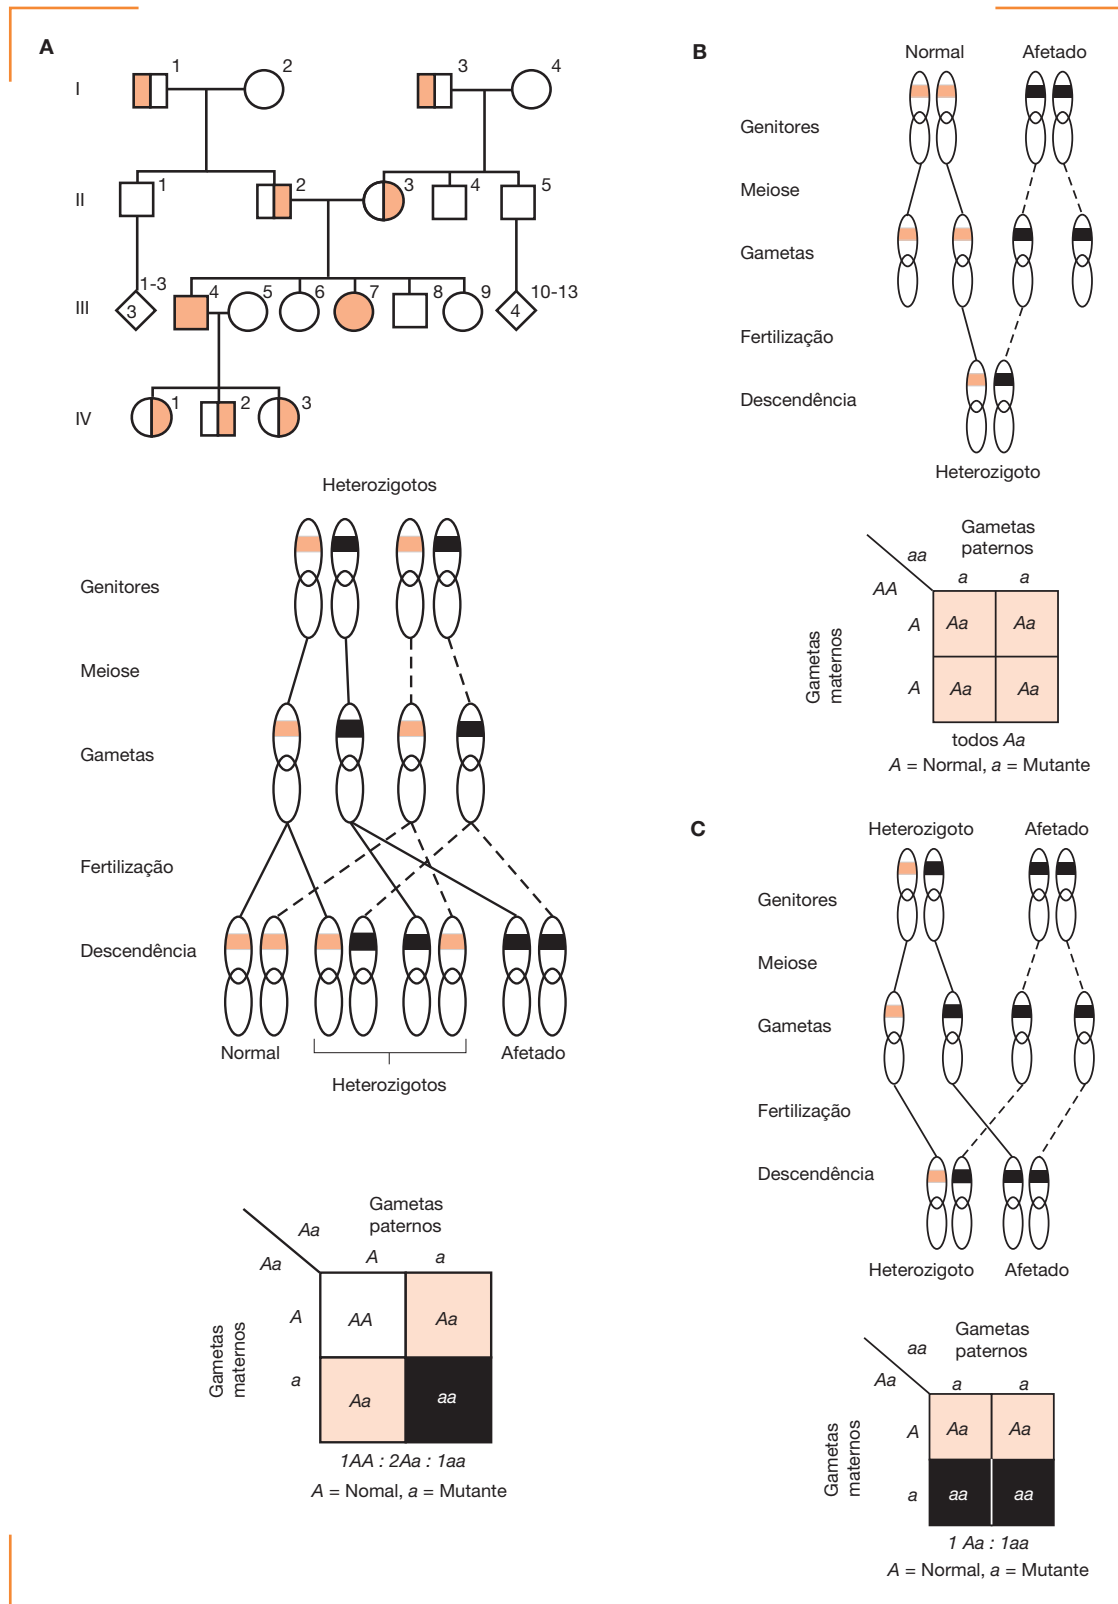 A
I
1
2
3
4
II
1
2
3
4
5
III
1-3
3
4
5
6
7
8
9
10-13
4
IV
1
2
3
Heterozigotos
Genitores
Meiose
Gametas
Fertilização
Descendência
Normal
Afetado
Heterozigotos
Gametas
paternos
Aa
Aa
A
a
Gametas
maternos
A
AA
Aa
a
Aa
aa
1AA : 2Aa : 1aa
A = Nomal, a = Mutante
B
Normal
Afetado
Genitores
Meiose
Gametas
Fertilização
Descendência
Heterozigoto
Gametas
paternos
aa
AA
a
a
Gametas
maternos
A
Aa
Aa
A
Aa
Aa
todos Aa
A = Normal, a = Mutante
C
Heterozigoto
Afetado
Genitores
Meiose
Gametas
Fertilização
Descendência
Heterozigoto
Afetado
Gametas
paternos
aa
Aa
a
a
Gametas
maternos
A
Aa
Aa
a
aa
aa
1 Aa : 1aa
A = Normal, a = Mutante